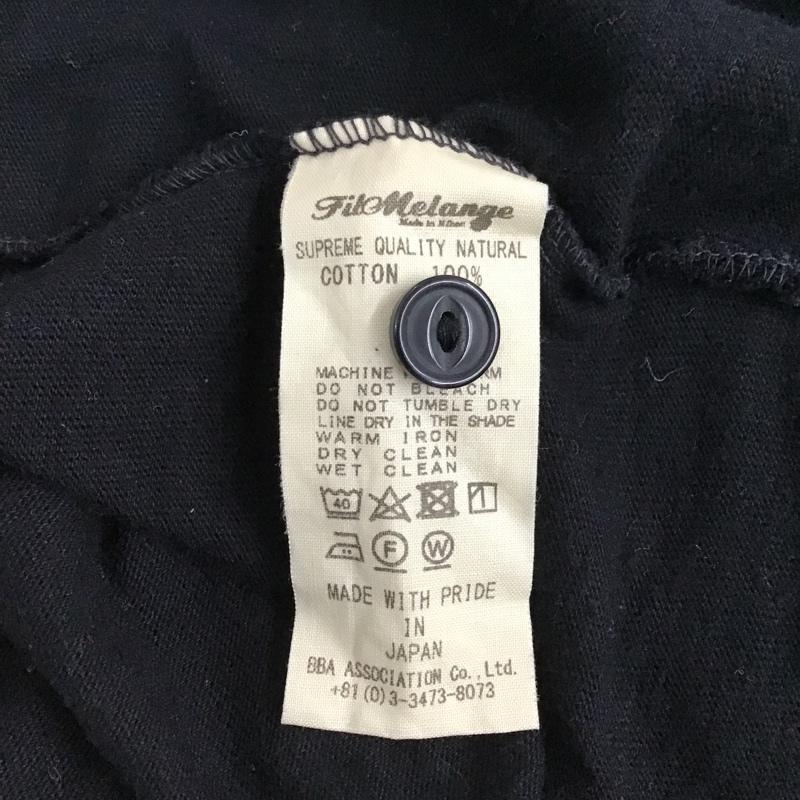 FilMelange
Made in Nihon
SUPREME QUALITY NATURAL
COTTON 100%
MACHINE
DO NOT BLEACH
DO NOT TUMBLE DRY
LINE DRY IN THE SHADE
WARM IRON
DRY CLEAN
WET CLEAN
40
F W
MADE WITH PRIDE
IN
JAPAN
BBA ASSOCIATION Co.,Ltd.
+81(0)3-3473-8073